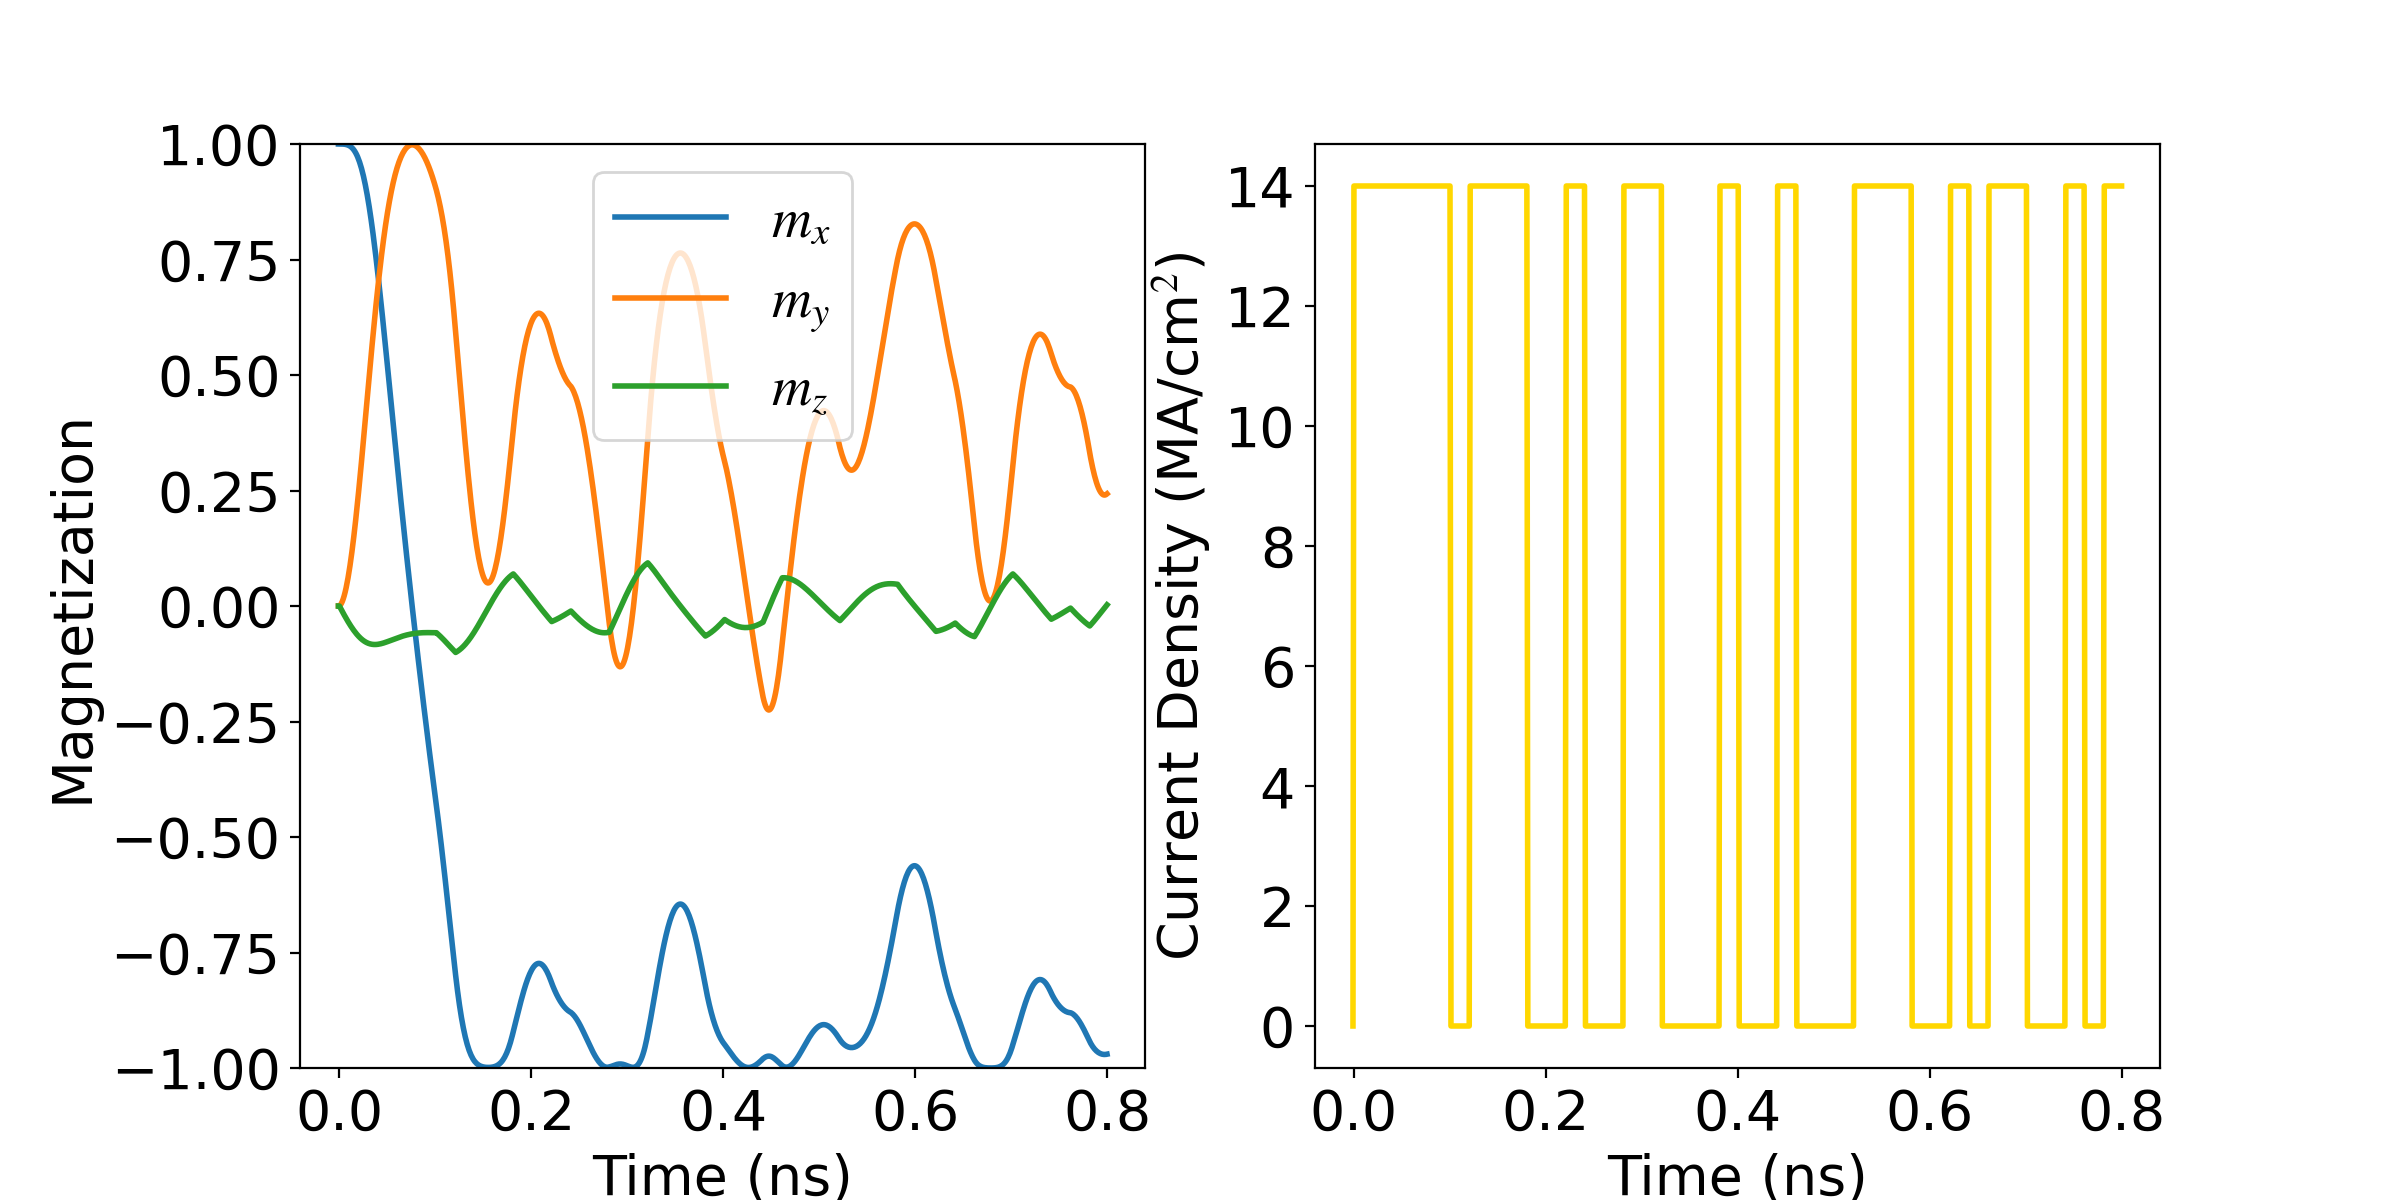 Magnetization
1.00
0.75
0.50
0.25
0.00
−0.25
−0.50
−0.75
−1.00
0.0 0.2 0.4 0.6 0.8
Time (ns)
m_x
m_y
m_z
Current Density (MA/cm²)
14
12
10
8
6
4
2
0
0.0 0.2 0.4 0.6 0.8
Time (ns)